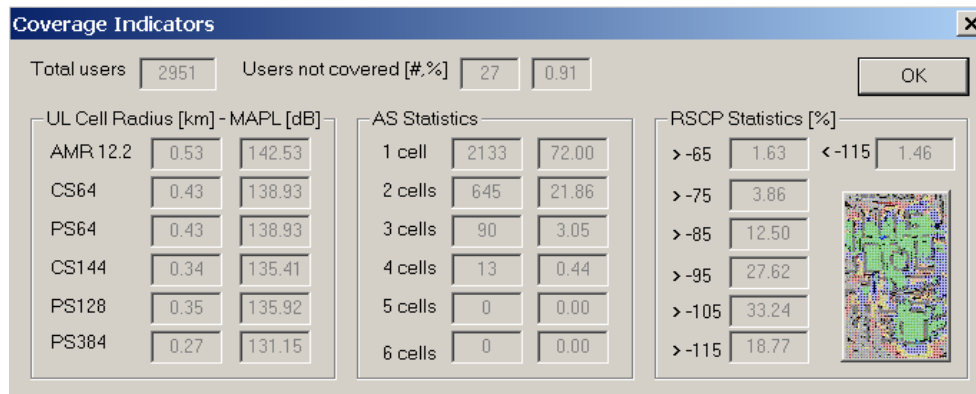 Coverage Indicators
Total users 2951 Users not covered [#,%] 27 0.91 OK
UL Cell Radius [km] - MAPL [dB] AS Statistics RSCP Statistics [%]
AMR 12.2 0.53 142.53 1 cell 2133 72.00 > -65 1.63 < -115 1.46
CS64 0.43 138.93 2 cells 645 21.86 > -75 3.86
PS64 0.43 138.93 3 cells 90 3.05 > -85 12.50
CS144 0.34 135.41 4 cells 13 0.44 > -95 27.62
PS128 0.35 135.92 5 cells 0 0.00 > -105 33.24
PS384 0.27 131.15 6 cells 0 0.00 > -115 18.77